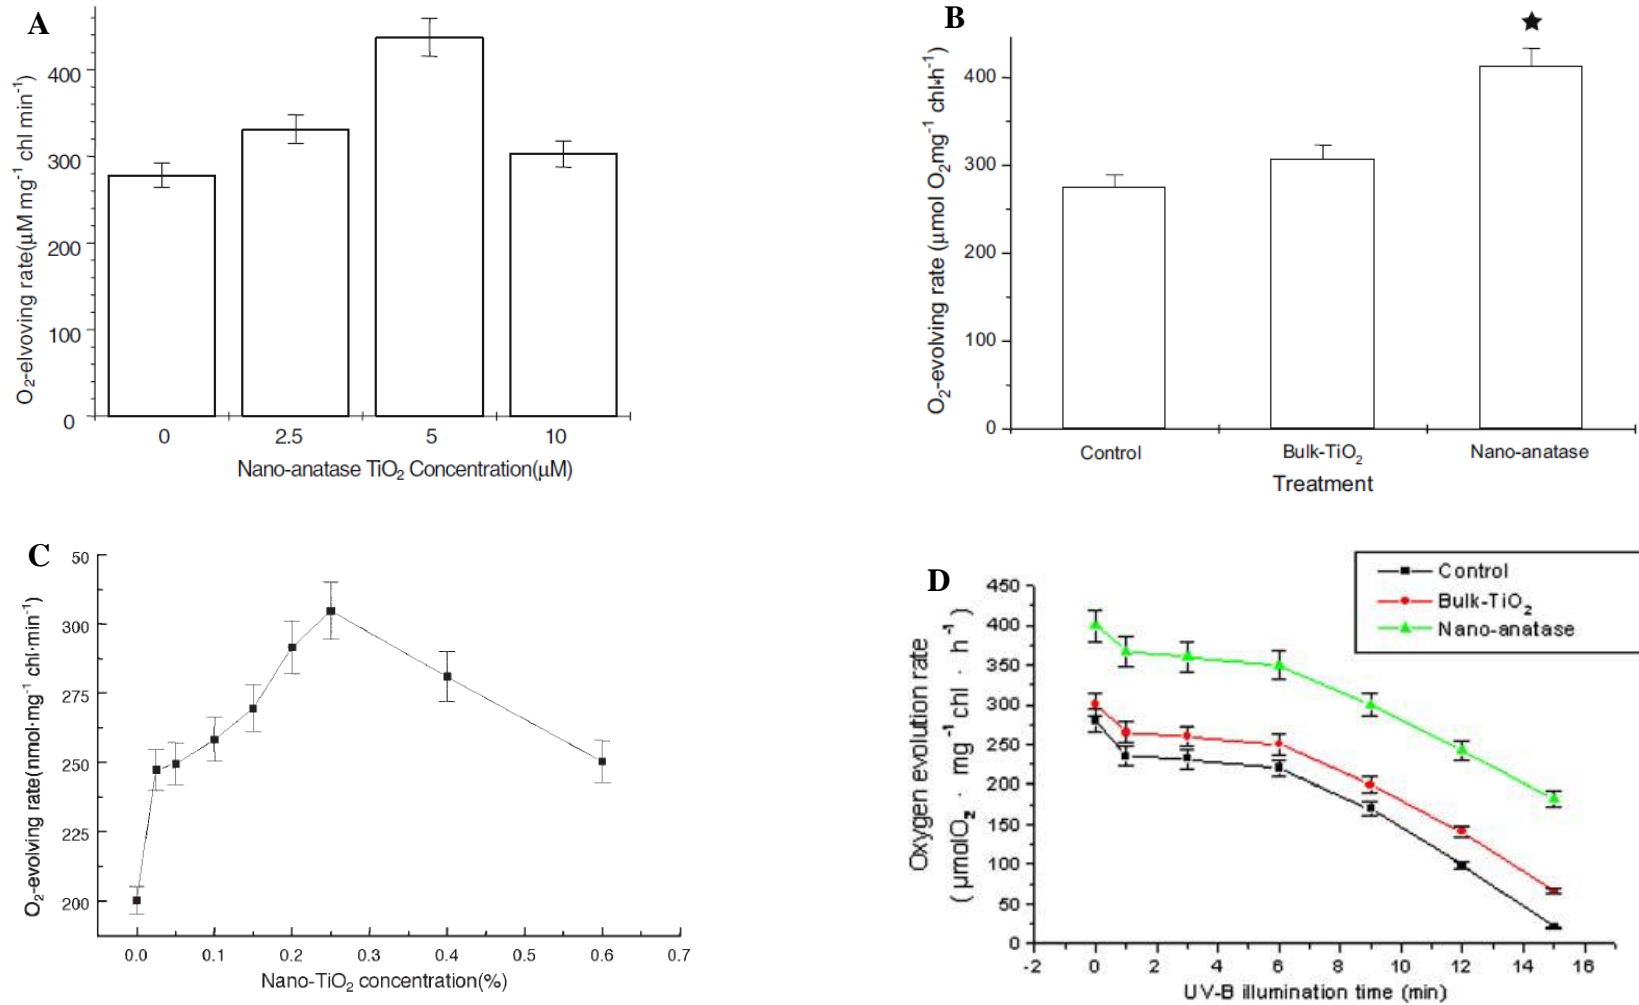 A
O₂-elvoving rate(μM mg⁻¹ chl min⁻¹)
400
300
200
100
0
0 2.5 5 10
Nano-anatase TiO₂ Concentration(μM)
B
O₂-evolving rate (μmol O₂mg⁻¹ chl·h⁻¹)
400
300
200
100
0
Control Bulk-TiO₂ Nano-anatase
Treatment
C
O₂-evolving rate(nmol·mg⁻¹ chl·min⁻¹)
50
300
275
250
225
200
0.0 0.1 0.2 0.3 0.4 0.5 0.6 0.7
Nano-TiO₂ concentration(%)
D
Control
Bulk-TiO₂
Nano-anatase
Oxygen evolution rate
( μmolO₂ · mg⁻¹ chl · h⁻¹ )
450
400
350
300
250
200
150
100
50
0
-2 0 2 4 6 8 10 12 14 16
UV-B illumination time (min)